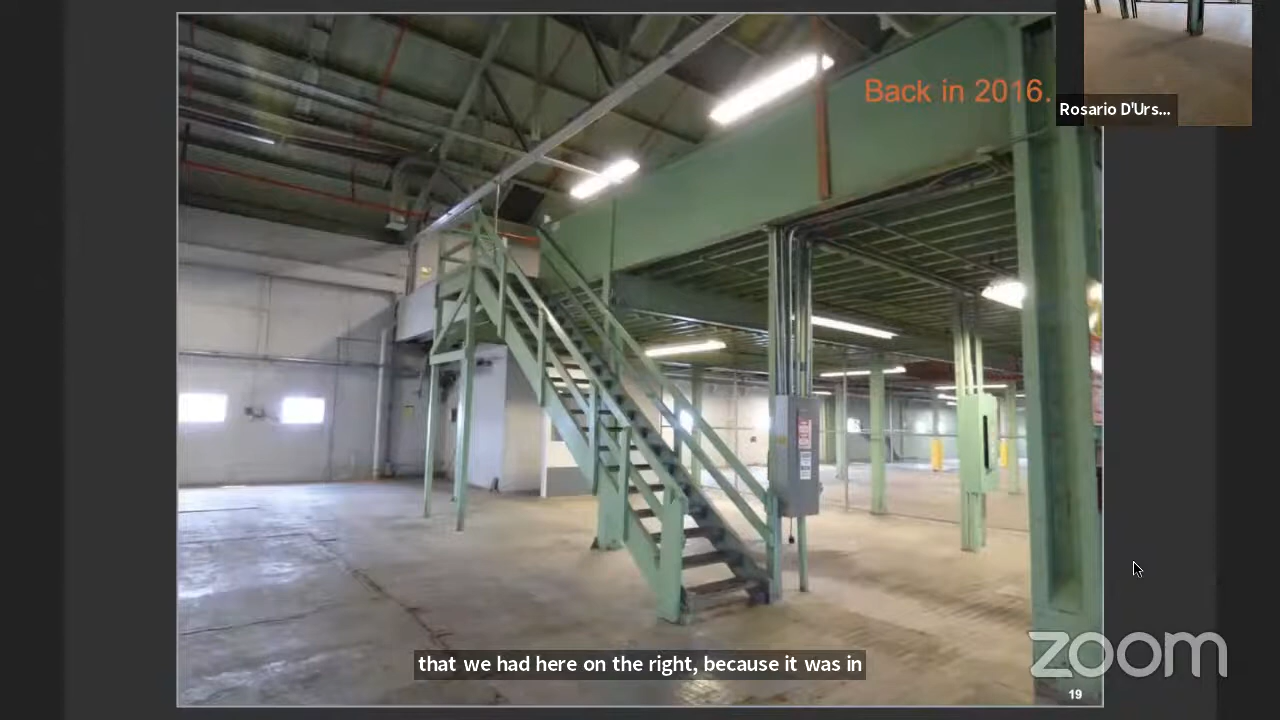 Back in 2016.
Rosario D'Urs...
that we had here on the right, because it was in
zoom
19